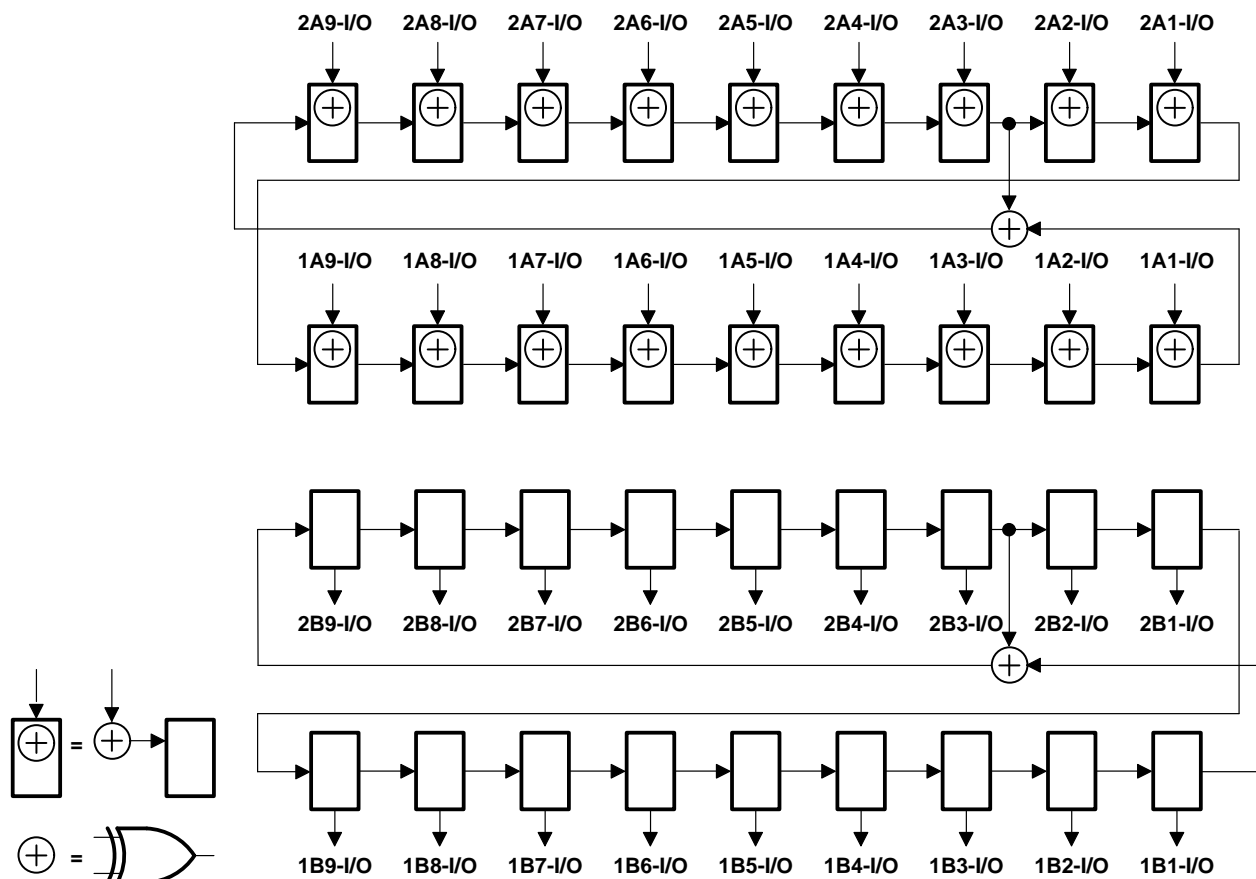 2A9-I/O 2A8-I/O 2A7-I/O 2A6-I/O 2A5-I/O 2A4-I/O 2A3-I/O 2A2-I/O 2A1-I/O
1A9-I/O 1A8-I/O 1A7-I/O 1A6-I/O 1A5-I/O 1A4-I/O 1A3-I/O 1A2-I/O 1A1-I/O
2B9-I/O 2B8-I/O 2B7-I/O 2B6-I/O 2B5-I/O 2B4-I/O 2B3-I/O 2B2-I/O 2B1-I/O
=
=
1B9-I/O 1B8-I/O 1B7-I/O 1B6-I/O 1B5-I/O 1B4-I/O 1B3-I/O 1B2-I/O 1B1-I/O